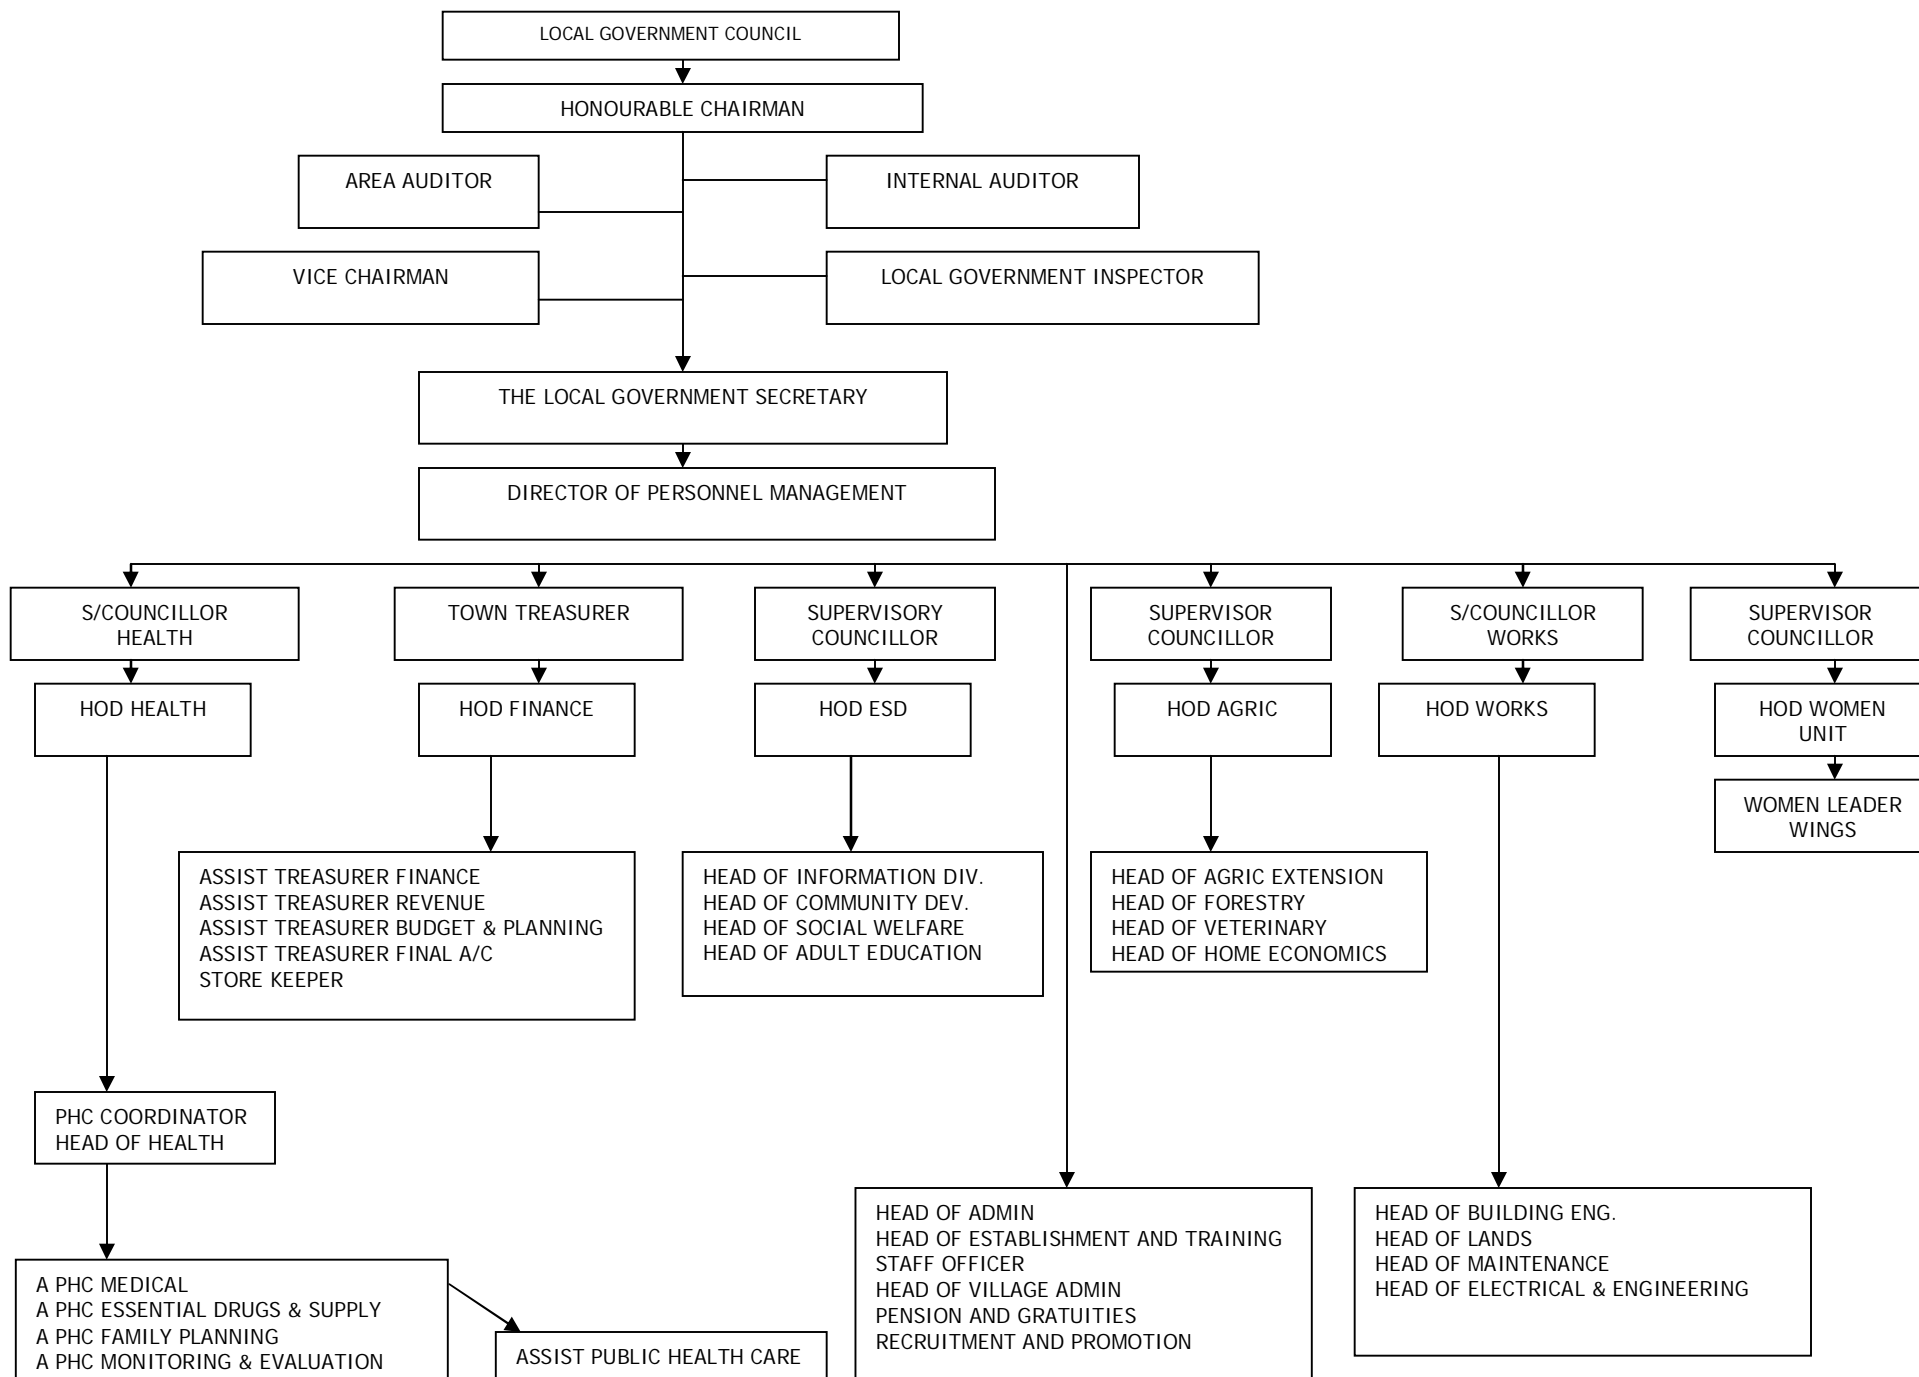 LOCAL GOVERNMENT COUNCIL
HONOURABLE CHAIRMAN
AREA AUDITOR
INTERNAL AUDITOR
VICE CHAIRMAN
LOCAL GOVERNMENT INSPECTOR
THE LOCAL GOVERNMENT SECRETARY
DIRECTOR OF PERSONNEL MANAGEMENT
S/COUNCILLOR
HEALTH
TOWN TREASURER
SUPERVISORY
COUNCILLOR
SUPERVISOR
COUNCILLOR
S/COUNCILLOR
WORKS
SUPERVISOR
COUNCILLOR
HOD HEALTH
HOD FINANCE
HOD ESD
HOD AGRIC
HOD WORKS
HOD WOMEN
UNIT
WOMEN LEADER
WINGS
ASSIST TREASURER FINANCE
ASSIST TREASURER REVENUE
ASSIST TREASURER BUDGET & PLANNING
ASSIST TREASURER FINAL A/C
STORE KEEPER
HEAD OF INFORMATION DIV.
HEAD OF COMMUNITY DEV.
HEAD OF SOCIAL WELFARE
HEAD OF ADULT EDUCATION
HEAD OF AGRIC EXTENSION
HEAD OF FORESTRY
HEAD OF VETERINARY
HEAD OF HOME ECONOMICS
PHC COORDINATOR
HEAD OF HEALTH
A PHC MEDICAL
A PHC ESSENTIAL DRUGS & SUPPLY
A PHC FAMILY PLANNING
A PHC MONITORING & EVALUATION
ASSIST PUBLIC HEALTH CARE
HEAD OF ADMIN
HEAD OF ESTABLISHMENT AND TRAINING
STAFF OFFICER
HEAD OF VILLAGE ADMIN
PENSION AND GRATUITIES
RECRUITMENT AND PROMOTION
HEAD OF BUILDING ENG.
HEAD OF LANDS
HEAD OF MAINTENANCE
HEAD OF ELECTRICAL & ENGINEERING